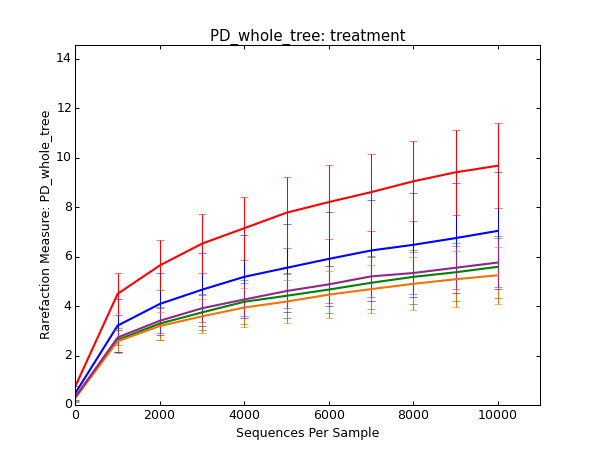 PD_whole_tree: treatment
14
12
10
8
6
4
2
0
Rarefaction Measure: PD_whole_tree
0 2000 4000 6000 8000 10000
Sequences Per Sample